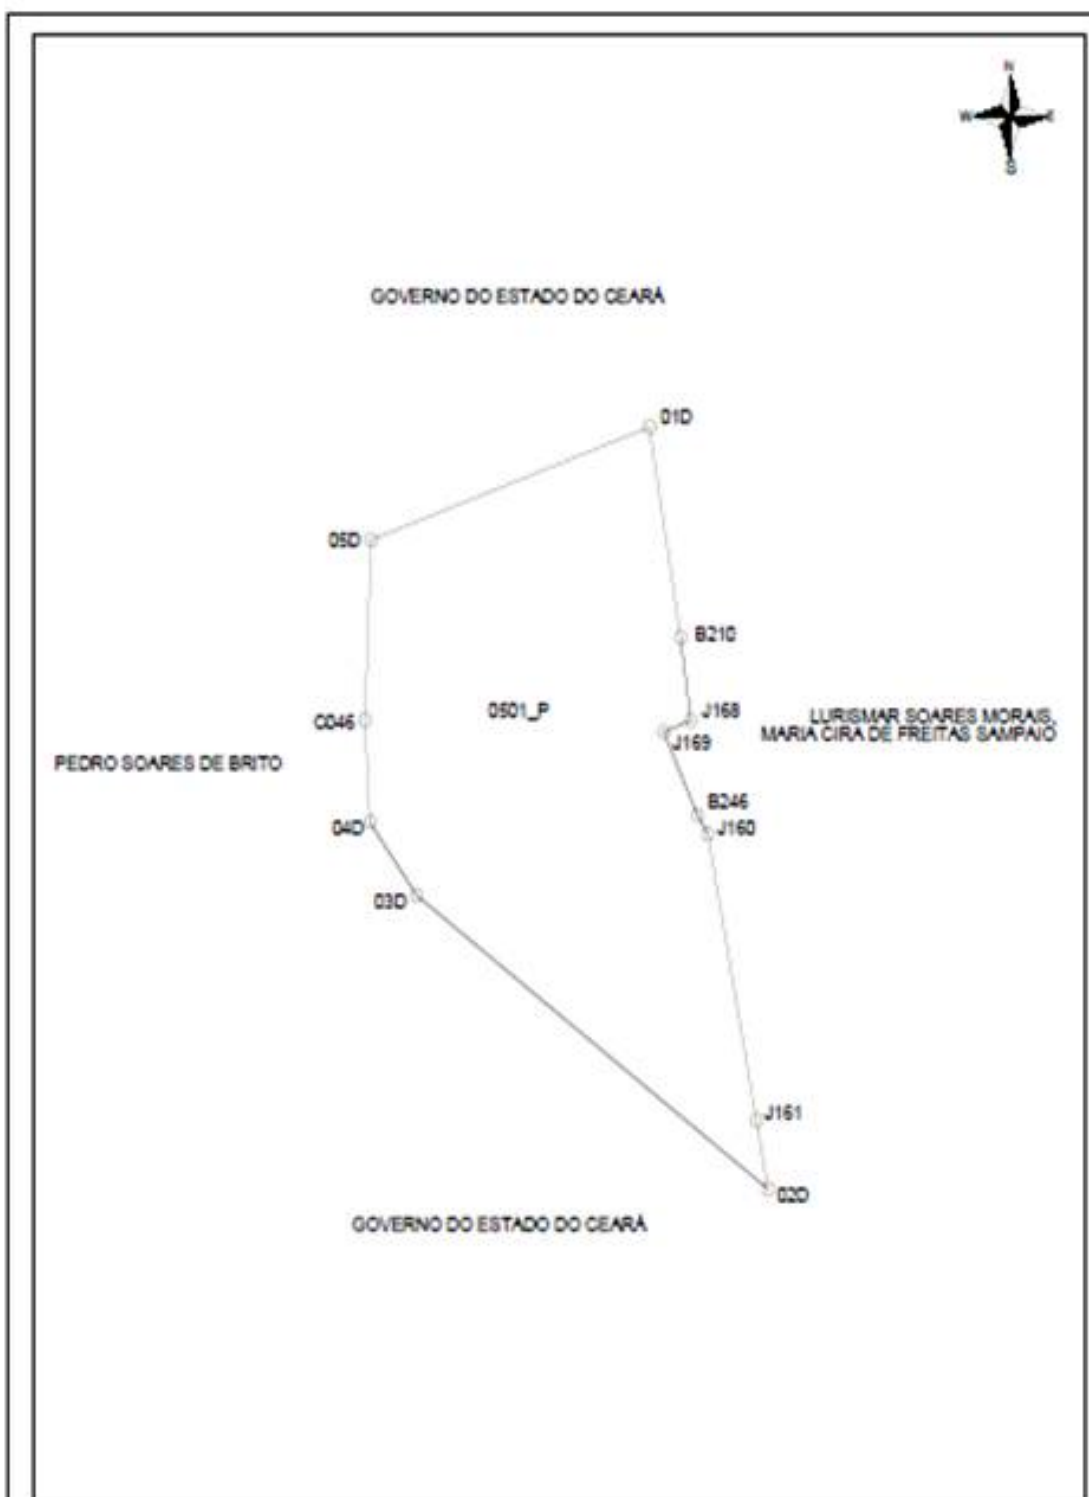 N
W E
S
GOVERNO DO ESTADO DO CEARÁ
01D
05D
B210
0501_P
C046
J168
LURISMAR SOARES MORAIS,
J169
MARIA CIRA DE FREITAS SAMPAIO
PEDRO SOARES DE BRITO
B246
04D
J160
03D
J161
02D
GOVERNO DO ESTADO DO CEARÁ